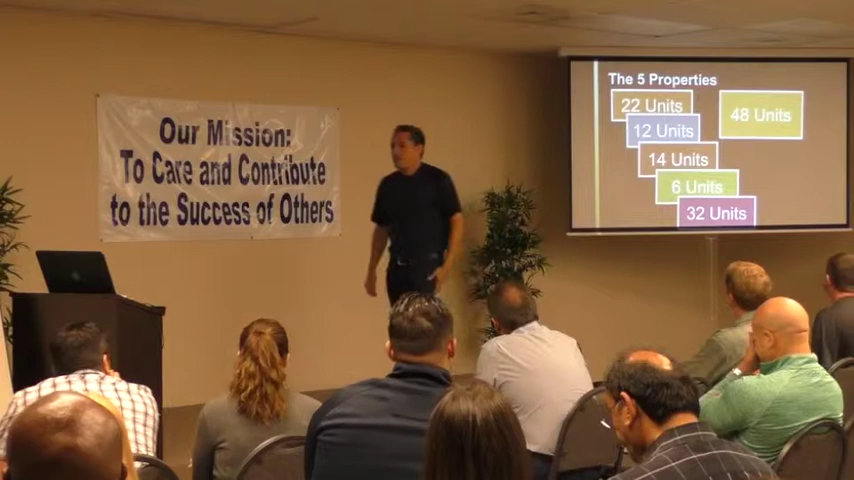 Our Mission:
To Care and Contribute
to the Success of Others
The 5 Properties
22 Units
48 Units
12 Units
14 Units
6 Units
32 Units